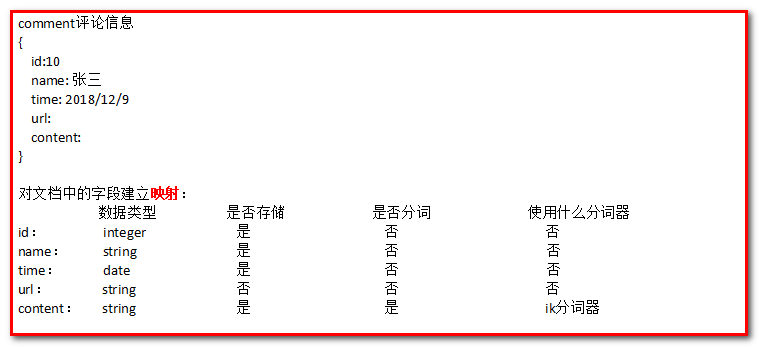 comment评论信息
{
id:10
name: 张三
time: 2018/12/9
url:
content:
}
对文档中的字段建立映射：
数据类型 是否存储 是否分词 使用什么分词器
id： integer 是 否 否
name： string 是 否 否
time： date 是 否 否
url： string 否 否 否
content： string 是 是 ik分词器